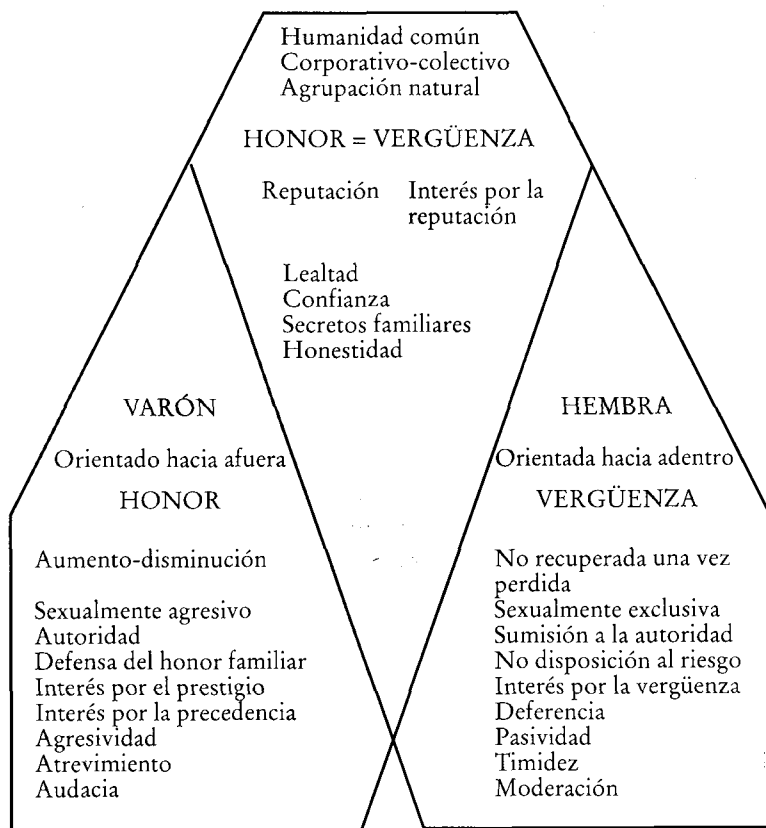 Humanidad común
Corporativo-colectivo
Agrupación natural
HONOR = VERGÜENZA
Reputación
Interés por la
reputación
Lealtad
Confianza
Secretos familiares
Honestidad
VARÓN
Orientado hacia afuera
HONOR
Aumento-disminución
Sexualmente agresivo
Autoridad
Defensa del honor familiar
Interés por el prestigio
Interés por la precedencia
Agresividad
Atrevimiento
Audacia
HEMBRA
Orientada hacia adentro
VERGÜENZA
No recuperada una vez
perdida
Sexualmente exclusiva
Sumisión a la autoridad
No disposición al riesgo
Interés por la vergüenza
Deferencia
Pasividad
Timidez
Moderación